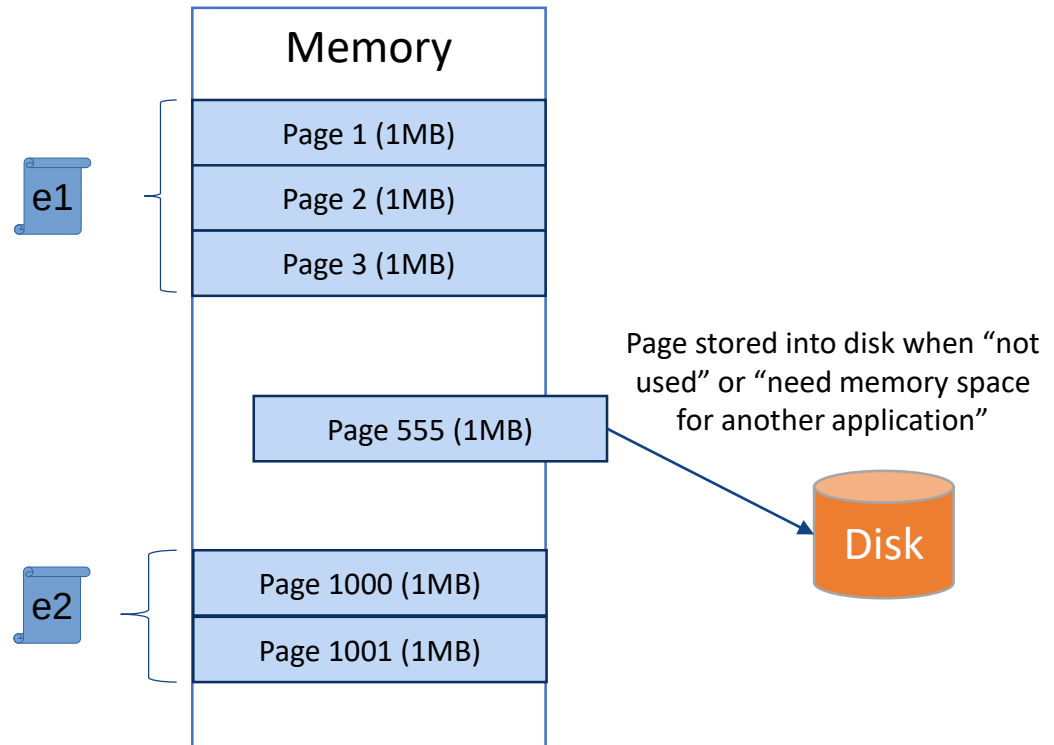 Memory
Page 1 (1MB)
e1
Page 2 (1MB)
Page 3 (1MB)
Page stored into disk when “not
used” or “need memory space
for another application”
Page 555 (1MB)
Disk
Page 1000 (1MB)
e2
Page 1001 (1MB)